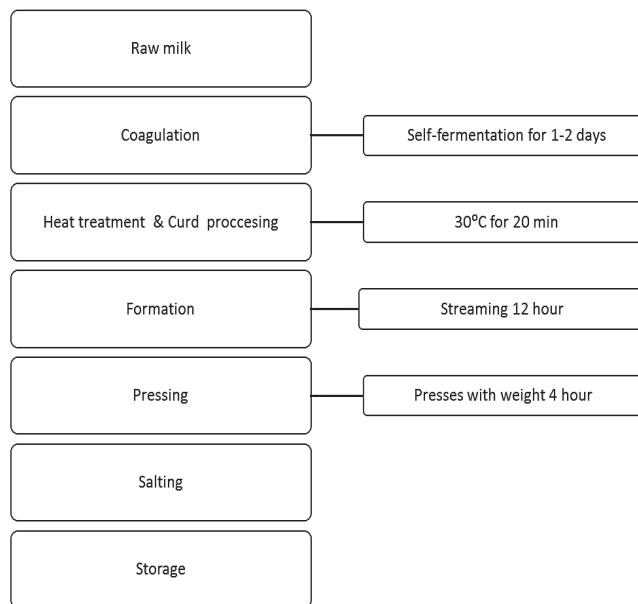 Raw milk
Coagulation
Self-fermentation for 1-2 days
Heat treatment & Curd proccesing
30⁰C for 20 min
Formation
Streaming 12 hour
Pressing
Presses with weight 4 hour
Salting
Storage